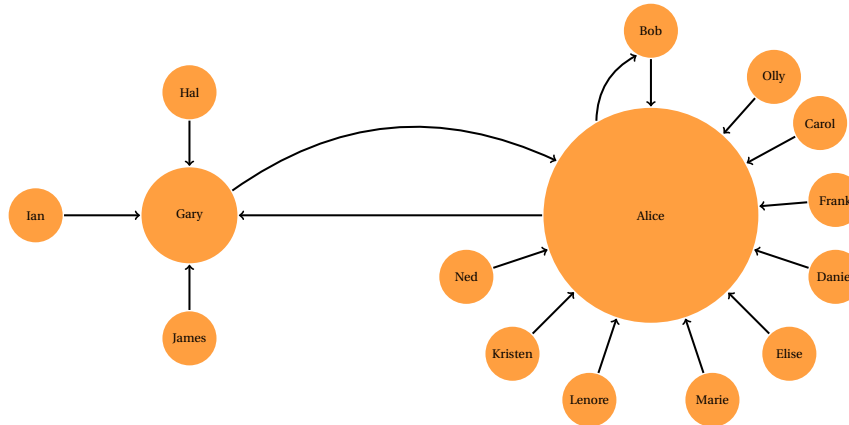 Bob
Olly
Hal
Carol
Frank
Ian
Gary
Alice
Ned
Danie
James
Kristen
Elise
Lenore
Marie